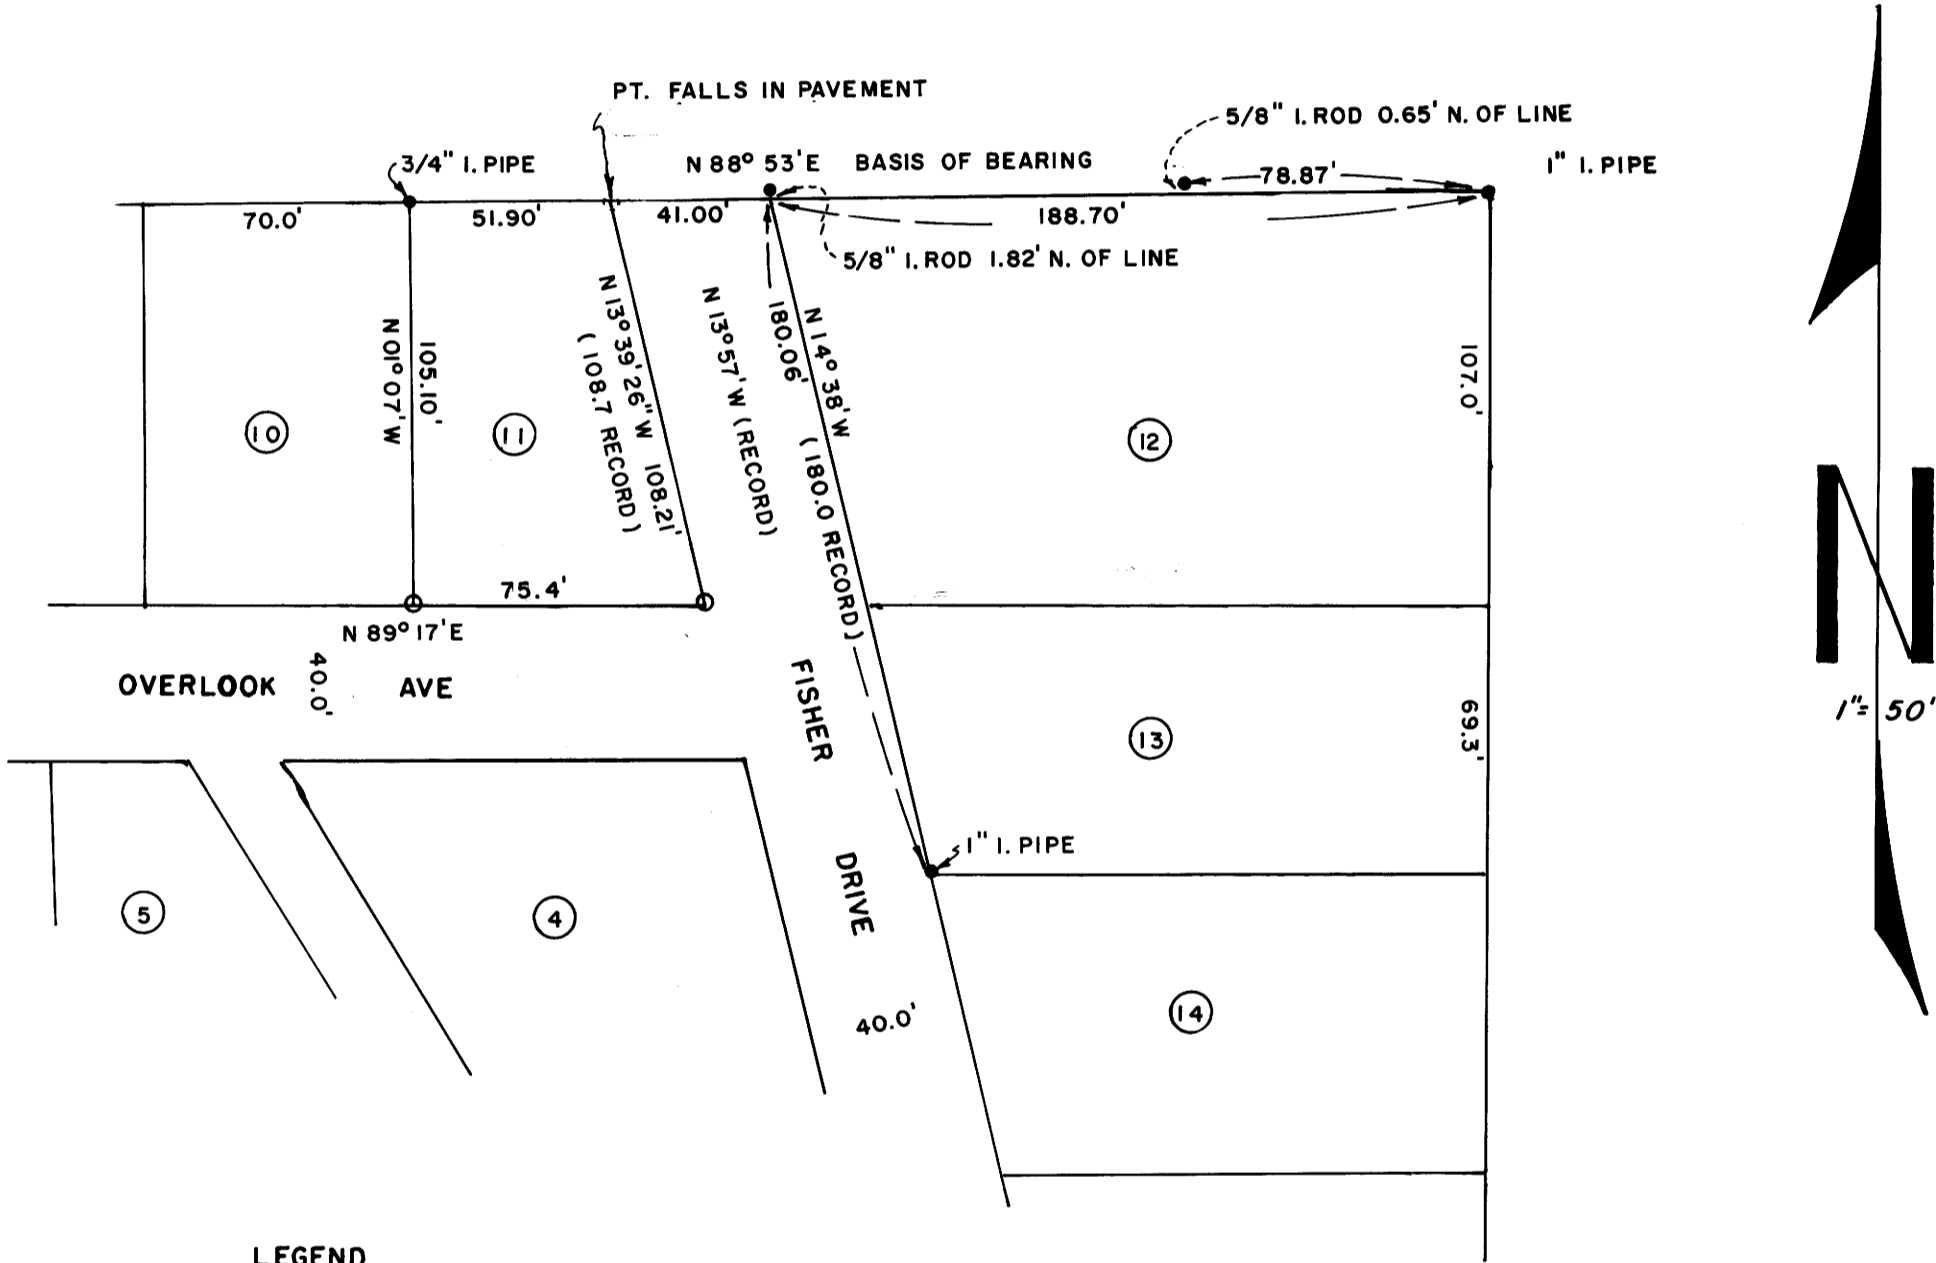 PT. FALLS IN PAVEMENT
5/8" I. ROD 0.65' N. OF LINE
3/4" I. PIPE
N 88° 53' E BASIS OF BEARING
78.87'
1" I. PIPE
70.0'
51.90'
41.00'
188.70'
5/8" I. ROD 1.82' N. OF LINE
N 01° 07' W
105.10'
N 13° 39' 26" W 108.21'
(108.7 RECORD)
N 13° 57' W (RECORD)
180.06'
N 14° 38' W
(180.0 RECORD)
107.0'
10
11
12
75.4'
N 89° 17' E
OVERLOOK AVE
40.0'
FISHER DRIVE
13
69.3'
N
1"= 50'
1" I. PIPE
5
4
40.0'
14
LEGEND